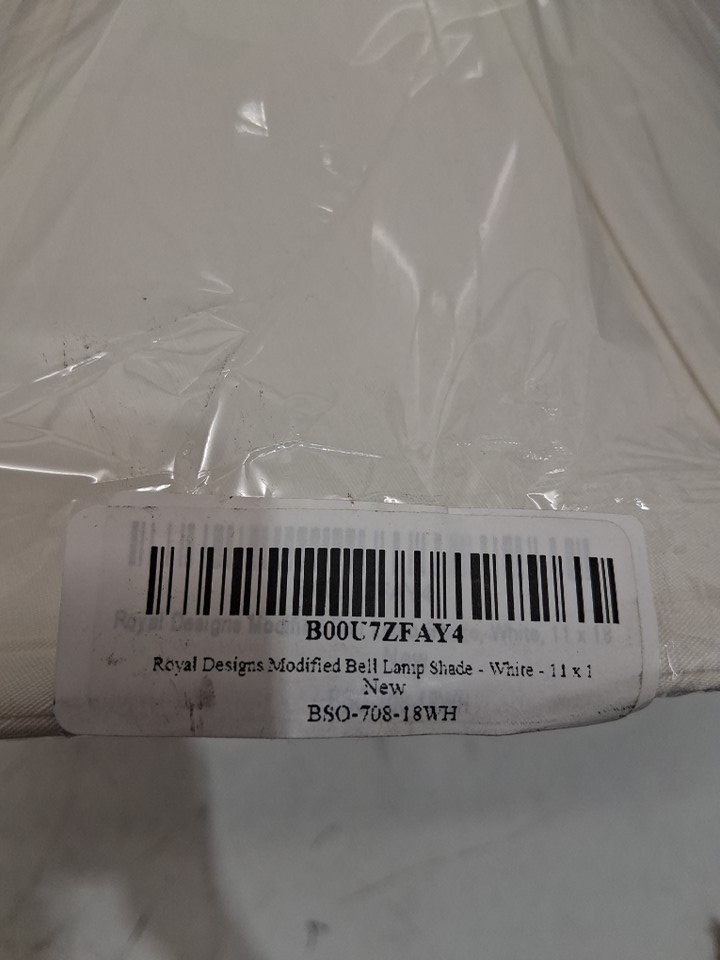 B00U7ZFAY4
Royal Designs Modified Bell Lamp Shade - White - 11 x 1
New
BSO-708-18WH